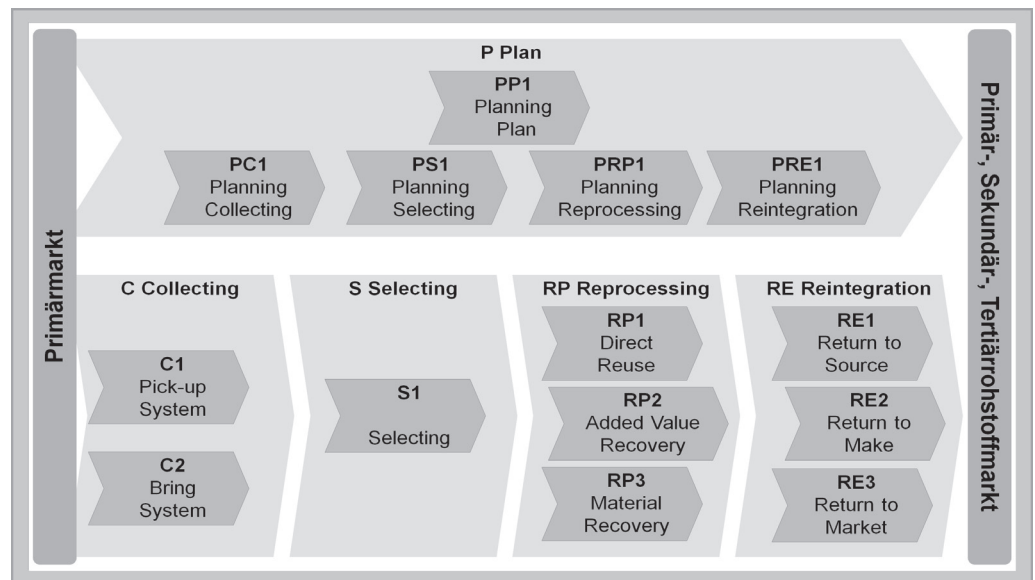 Primärmarkt
P Plan
PP1
Planning
Plan
PC1
Planning
Collecting
PS1
Planning
Selecting
PRP1
Planning
Reprocessing
PRE1
Planning
Reintegration
C Collecting
C1
Pick-up
System
C2
Bring
System
S Selecting
S1
Selecting
RP Reprocessing
RP1
Direct
Reuse
RP2
Added Value
Recovery
RP3
Material
Recovery
RE Reintegration
RE1
Return to
Source
RE2
Return to
Make
RE3
Return to
Market
Primär-, Sekundär-, Tertiärrohstoffmarkt